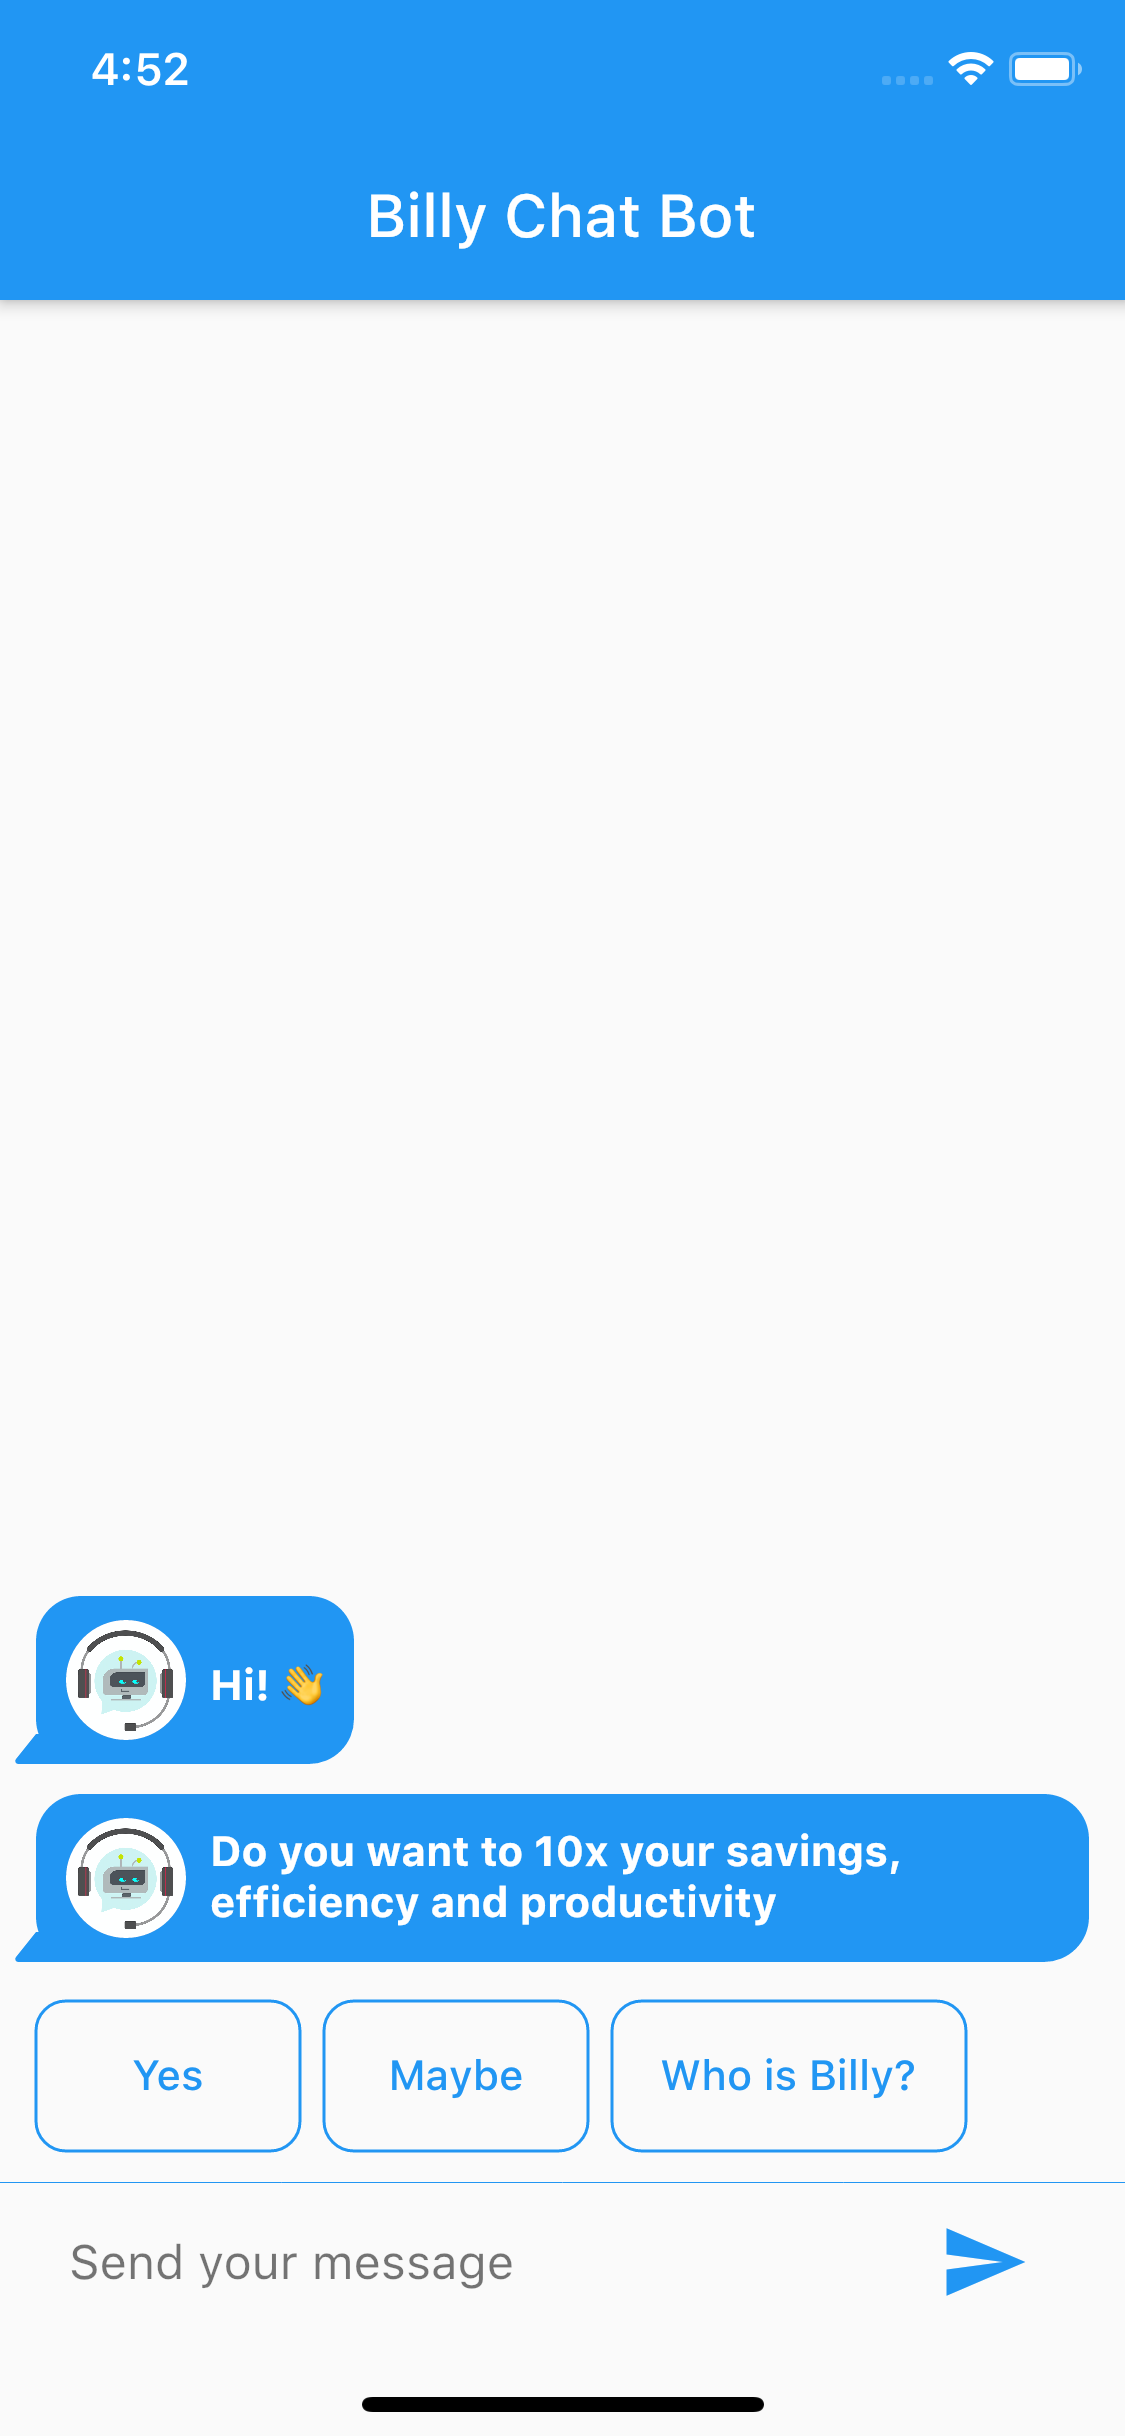 4:52
Billy Chat Bot
Hi! 👋
Do you want to 10x your savings,
efficiency and productivity
Yes
Maybe
Who is Billy?
Send your message